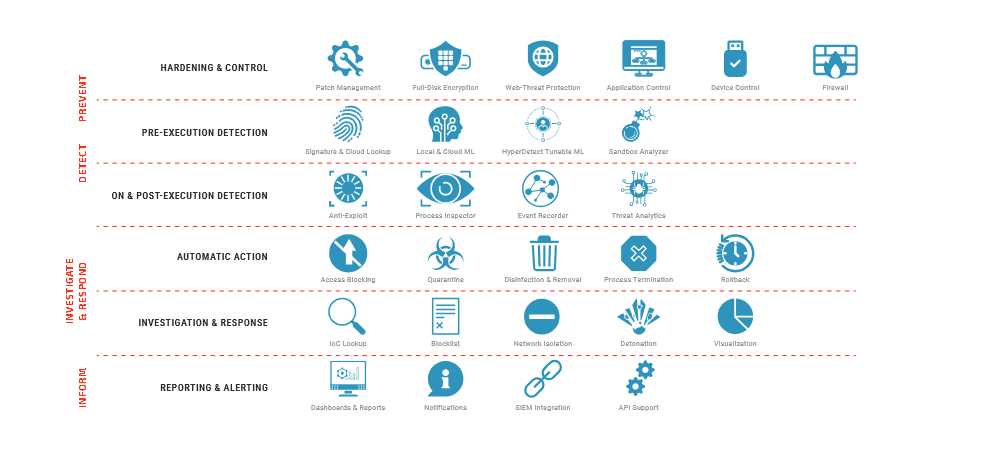 PREVENT
HARDENING & CONTROL
Patch Management
Full-Disk Encryption
Web-Threat Protection
Application Control
Device Control
Firewall
DETECT
PRE-EXECUTION DETECTION
Signature & Cloud Lookup
Local & Cloud ML
HyperDetect Tunable ML
Sandbox Analyzer
ON & POST-EXECUTION DETECTION
Anti-Exploit
Process Inspector
Event Recorder
Threat Analytics
INVESTIGATE
& RESPOND
AUTOMATIC ACTION
Access Blocking
Quarantine
Disinfection & Removal
Process Termination
Rollback
INVESTIGATION & RESPONSE
IoC Lookup
Blocklist
Network Isolation
Detonation
Visualization
INFORM
REPORTING & ALERTING
Dashboards & Reports
Notifications
SIEM Integration
API Support